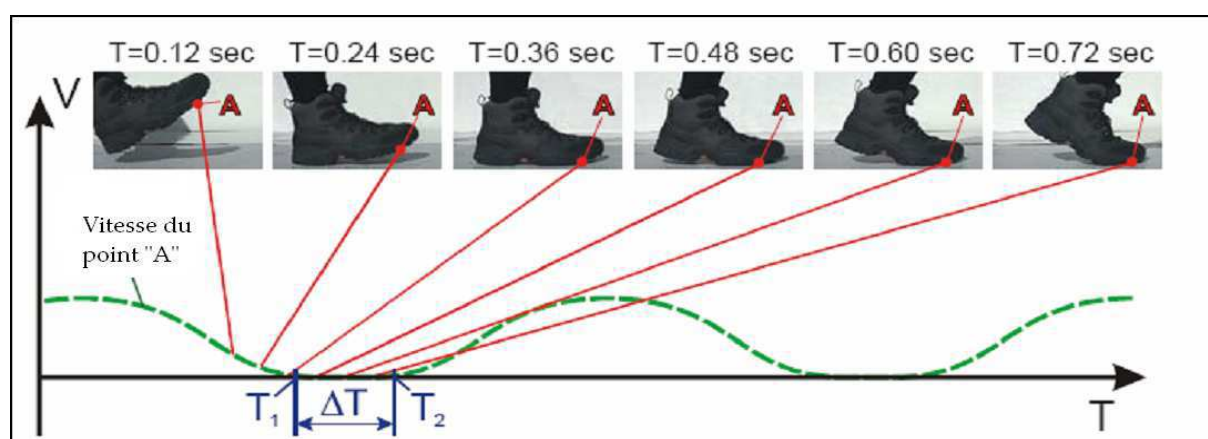 T=0.12 sec T=0.24 sec T=0.36 sec T=0.48 sec T=0.60 sec T=0.72 sec
V
A A A A A A
Vitesse du
point "A"
T₁ ΔT T₂ T